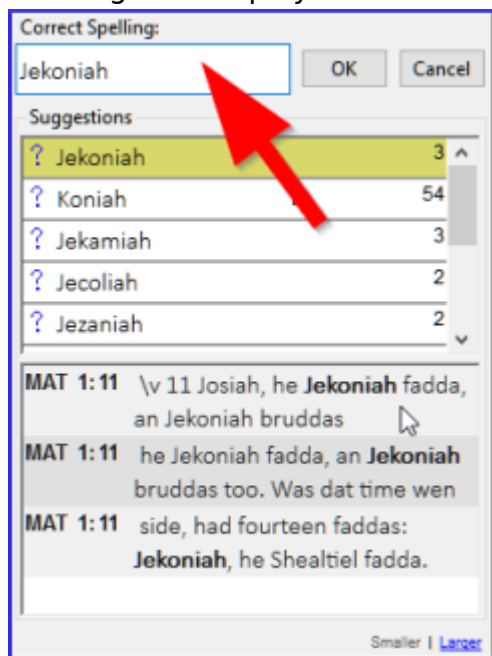 Correct Spelling:
Jekoniah
OK
Cancel
Suggestions
? Jekoniah 3
? Koniah 54
? Jekamiah 3
? Jecoliah 2
? Jezaniah 2
MAT 1:11 \v 11 Josiah, he Jekoniah fadda,
an Jekoniah bruddas
MAT 1:11 he Jekoniah fadda, an Jekoniah
bruddas too. Was dat time wen
MAT 1:11 side, had fourteen faddas:
Jekoniah, he Shealtiel fadda.
Smaller | Larger